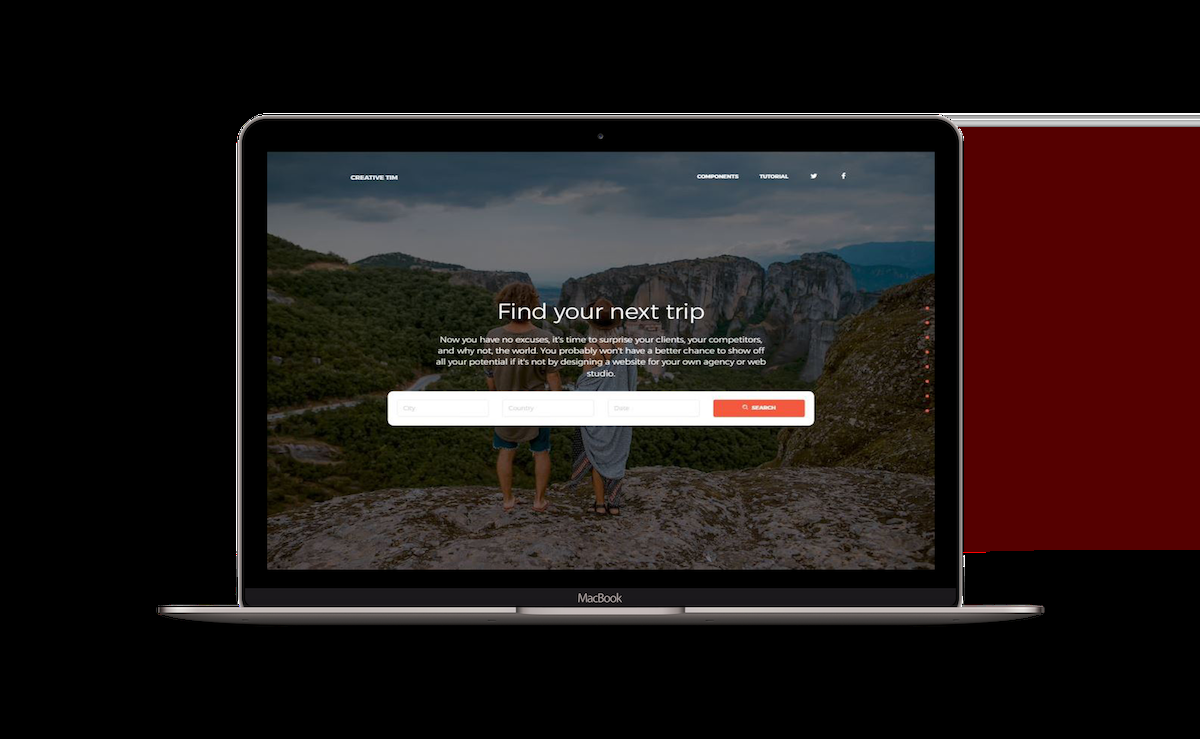 CREATIVE TIM
COMPONENTS
TUTORIAL
Find your next trip
Now you have no excuses, it's time to surprise your clients, your competitors,
and why not, the world. You probably won't have a better chance to show off
all your potential if it's not by designing a website for your own agency or web
studio.
City
Country
SEARCH
MacBook